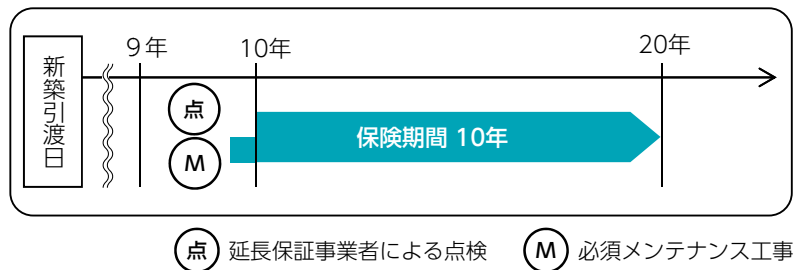 新築引渡日
9年
10年
20年
点
M
保険期間 10年
点 延長保証事業者による点検
M 必須メンテナンス工事